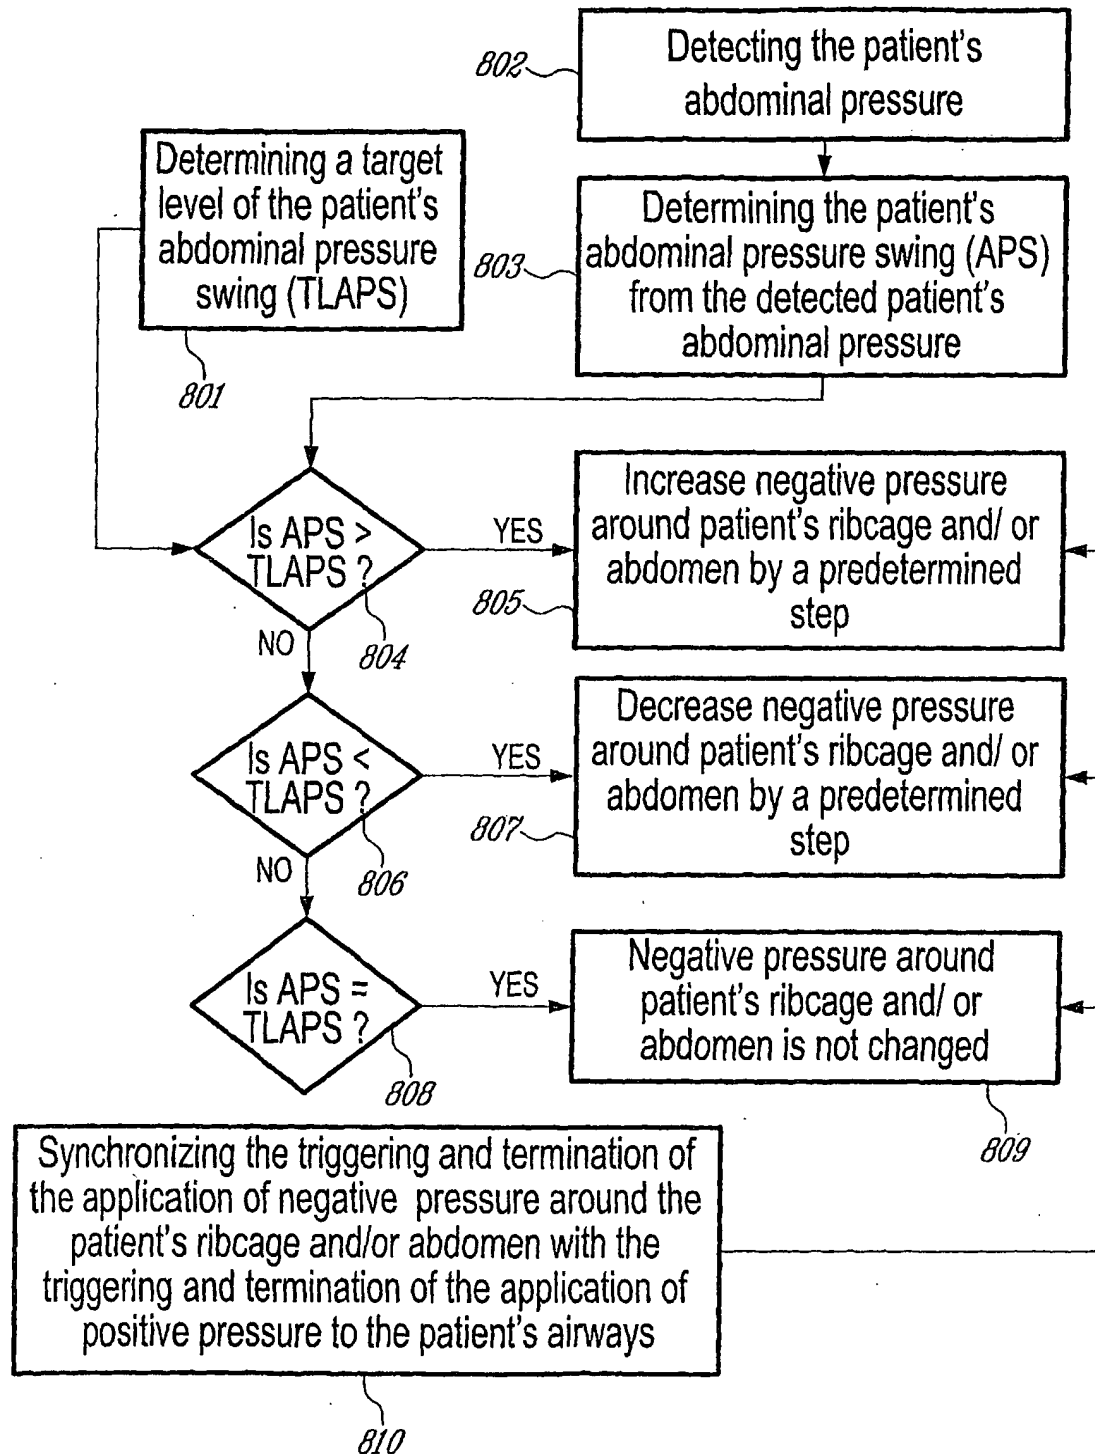 802
Detecting the patient's
abdominal pressure
Determining a target
level of the patient's
abdominal pressure
swing (TLAPS)
801
803
Determining the patient's
abdominal pressure swing (APS)
from the detected patient's
abdominal pressure
Is APS >
TLAPS ?
804
YES
NO
Increase negative pressure
around patient's ribcage and/ or
abdomen by a predetermined
step
805
Is APS <
TLAPS ?
806
YES
NO
Decrease negative pressure
around patient's ribcage and/ or
abdomen by a predetermined
step
807
Is APS =
TLAPS ?
808
YES
Negative pressure around
patient's ribcage and/ or
abdomen is not changed
809
Synchronizing the triggering and termination of
the application of negative pressure around the
patient's ribcage and/or abdomen with the
triggering and termination of the application of
positive pressure to the patient's airways
810